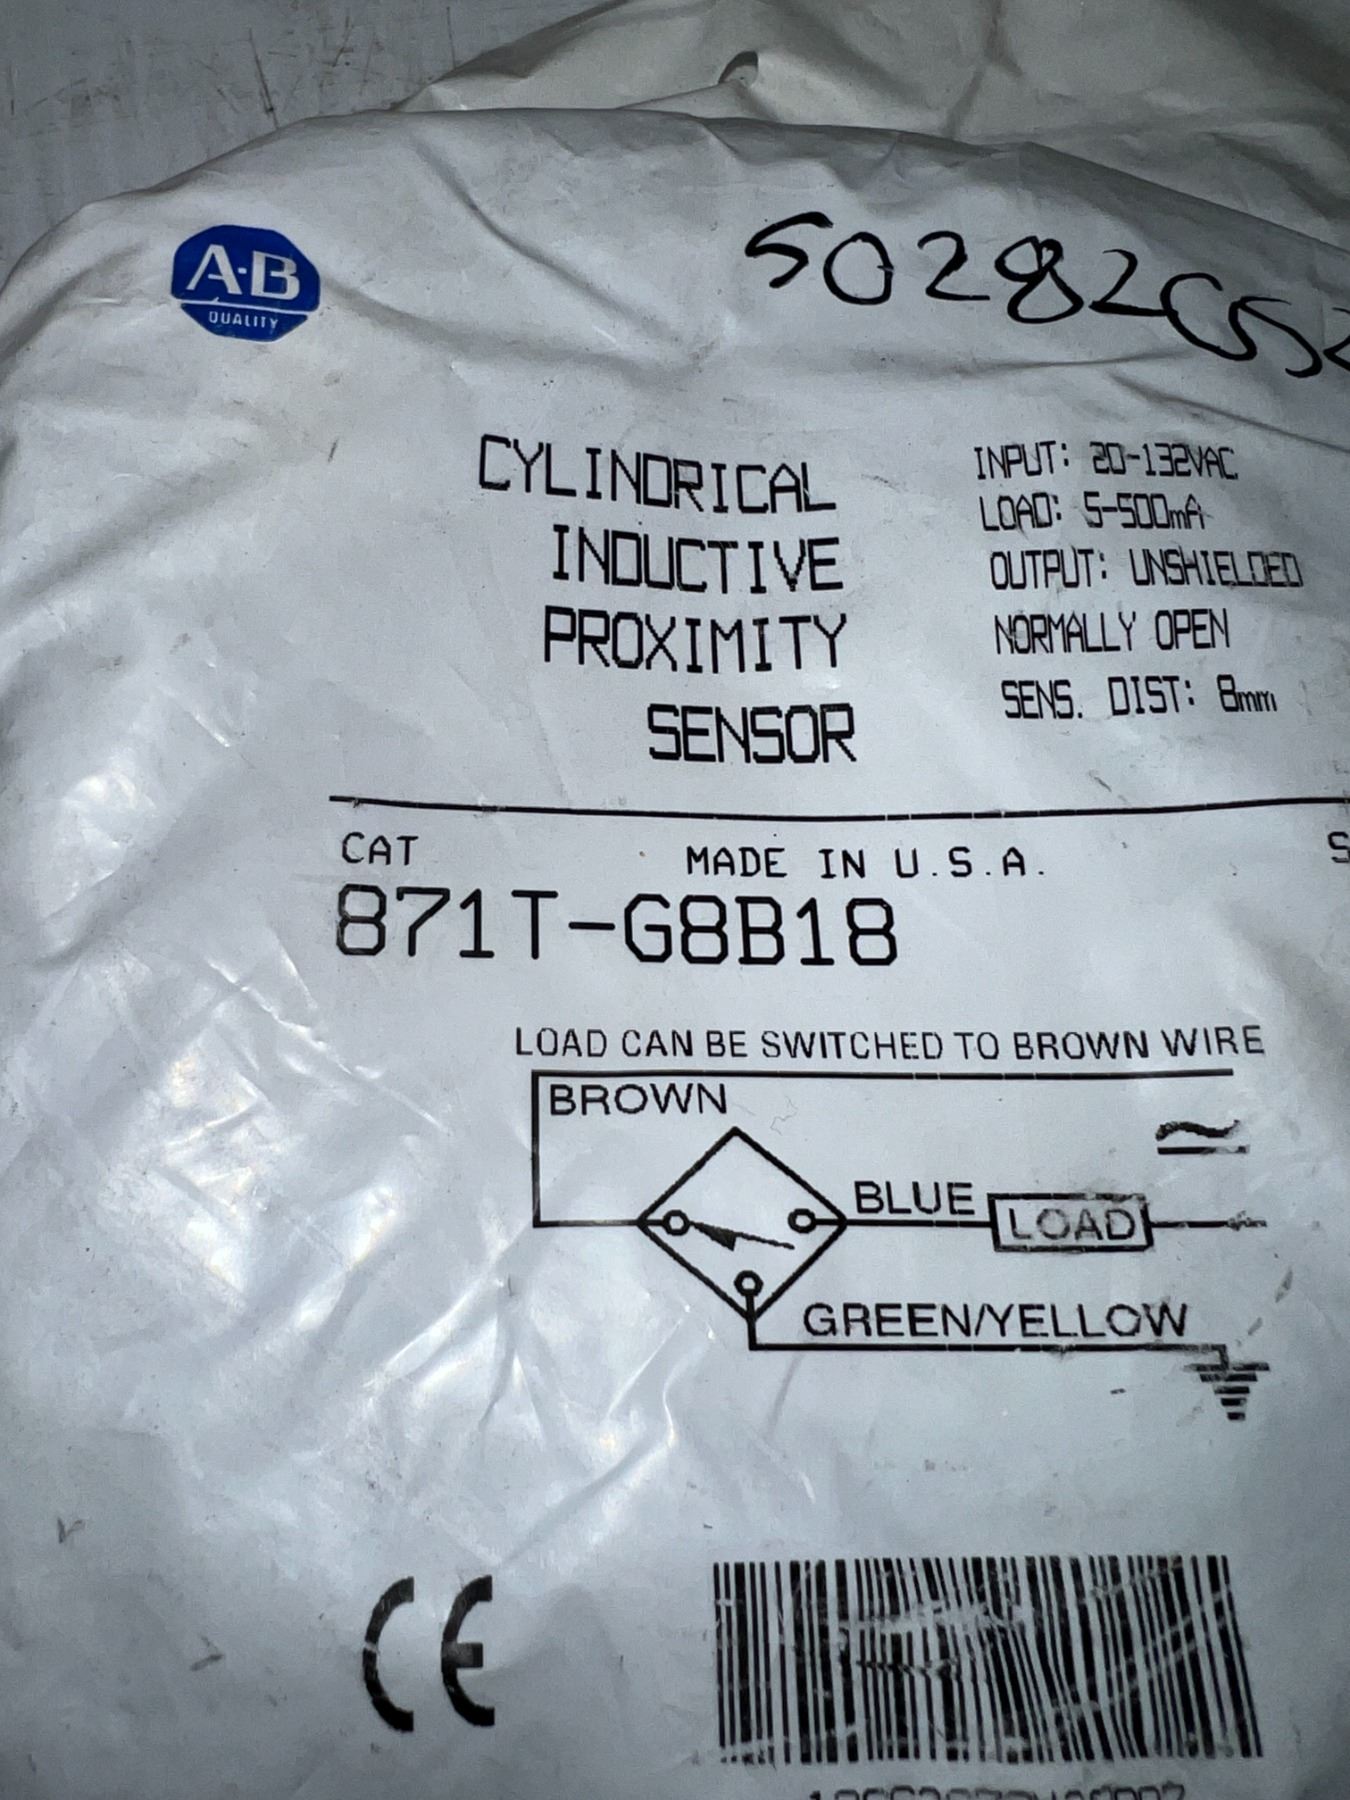 A·B
QUALITY
CYLINDRICAL
INDUCTIVE
PROXIMITY
SENSOR
INPUT: 20-132VAC
LOAD: 5-500mA
OUTPUT: UNSHIELDED
NORMALLY OPEN
SENS. DIST: 8mm
CAT
MADE IN U.S.A.
871T-G8B18
LOAD CAN BE SWITCHED TO BROWN WIRE
BROWN
BLUE
LOAD
GREEN/YELLOW
CE